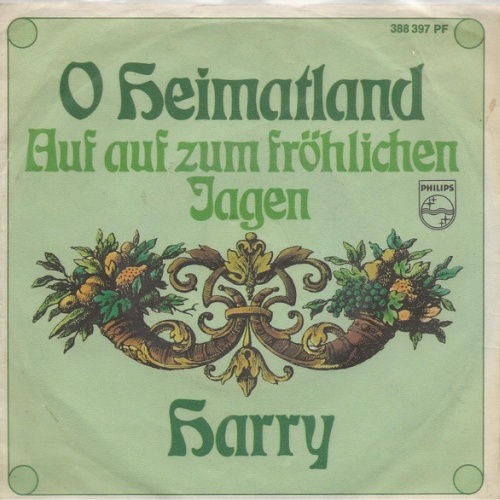 388 397 PF
O Heimatland
Auf auf zum fröhlichen
Jagen
PHILIPS
Harry